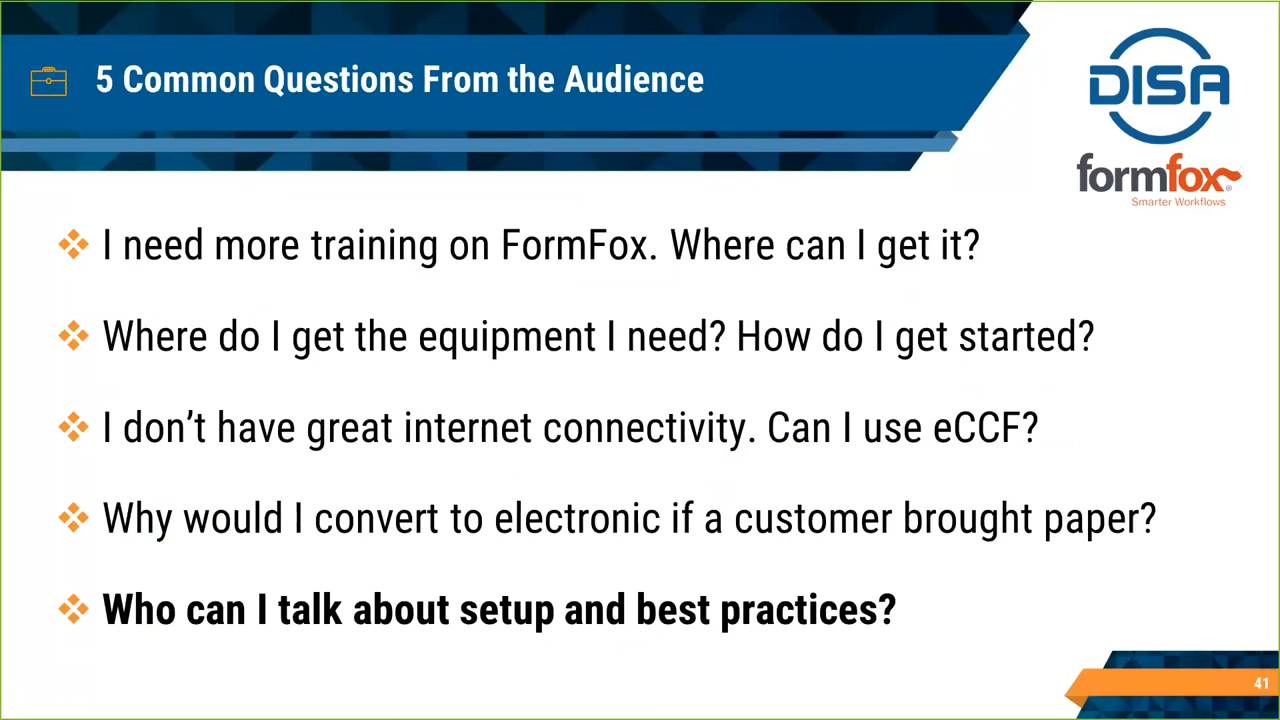 5 Common Questions From the Audience
DISA
formfox®
Smarter Workflows
I need more training on FormFox. Where can I get it?
Where do I get the equipment I need? How do I get started?
I don’t have great internet connectivity. Can I use eCCF?
Why would I convert to electronic if a customer brought paper?
Who can I talk about setup and best practices?
41